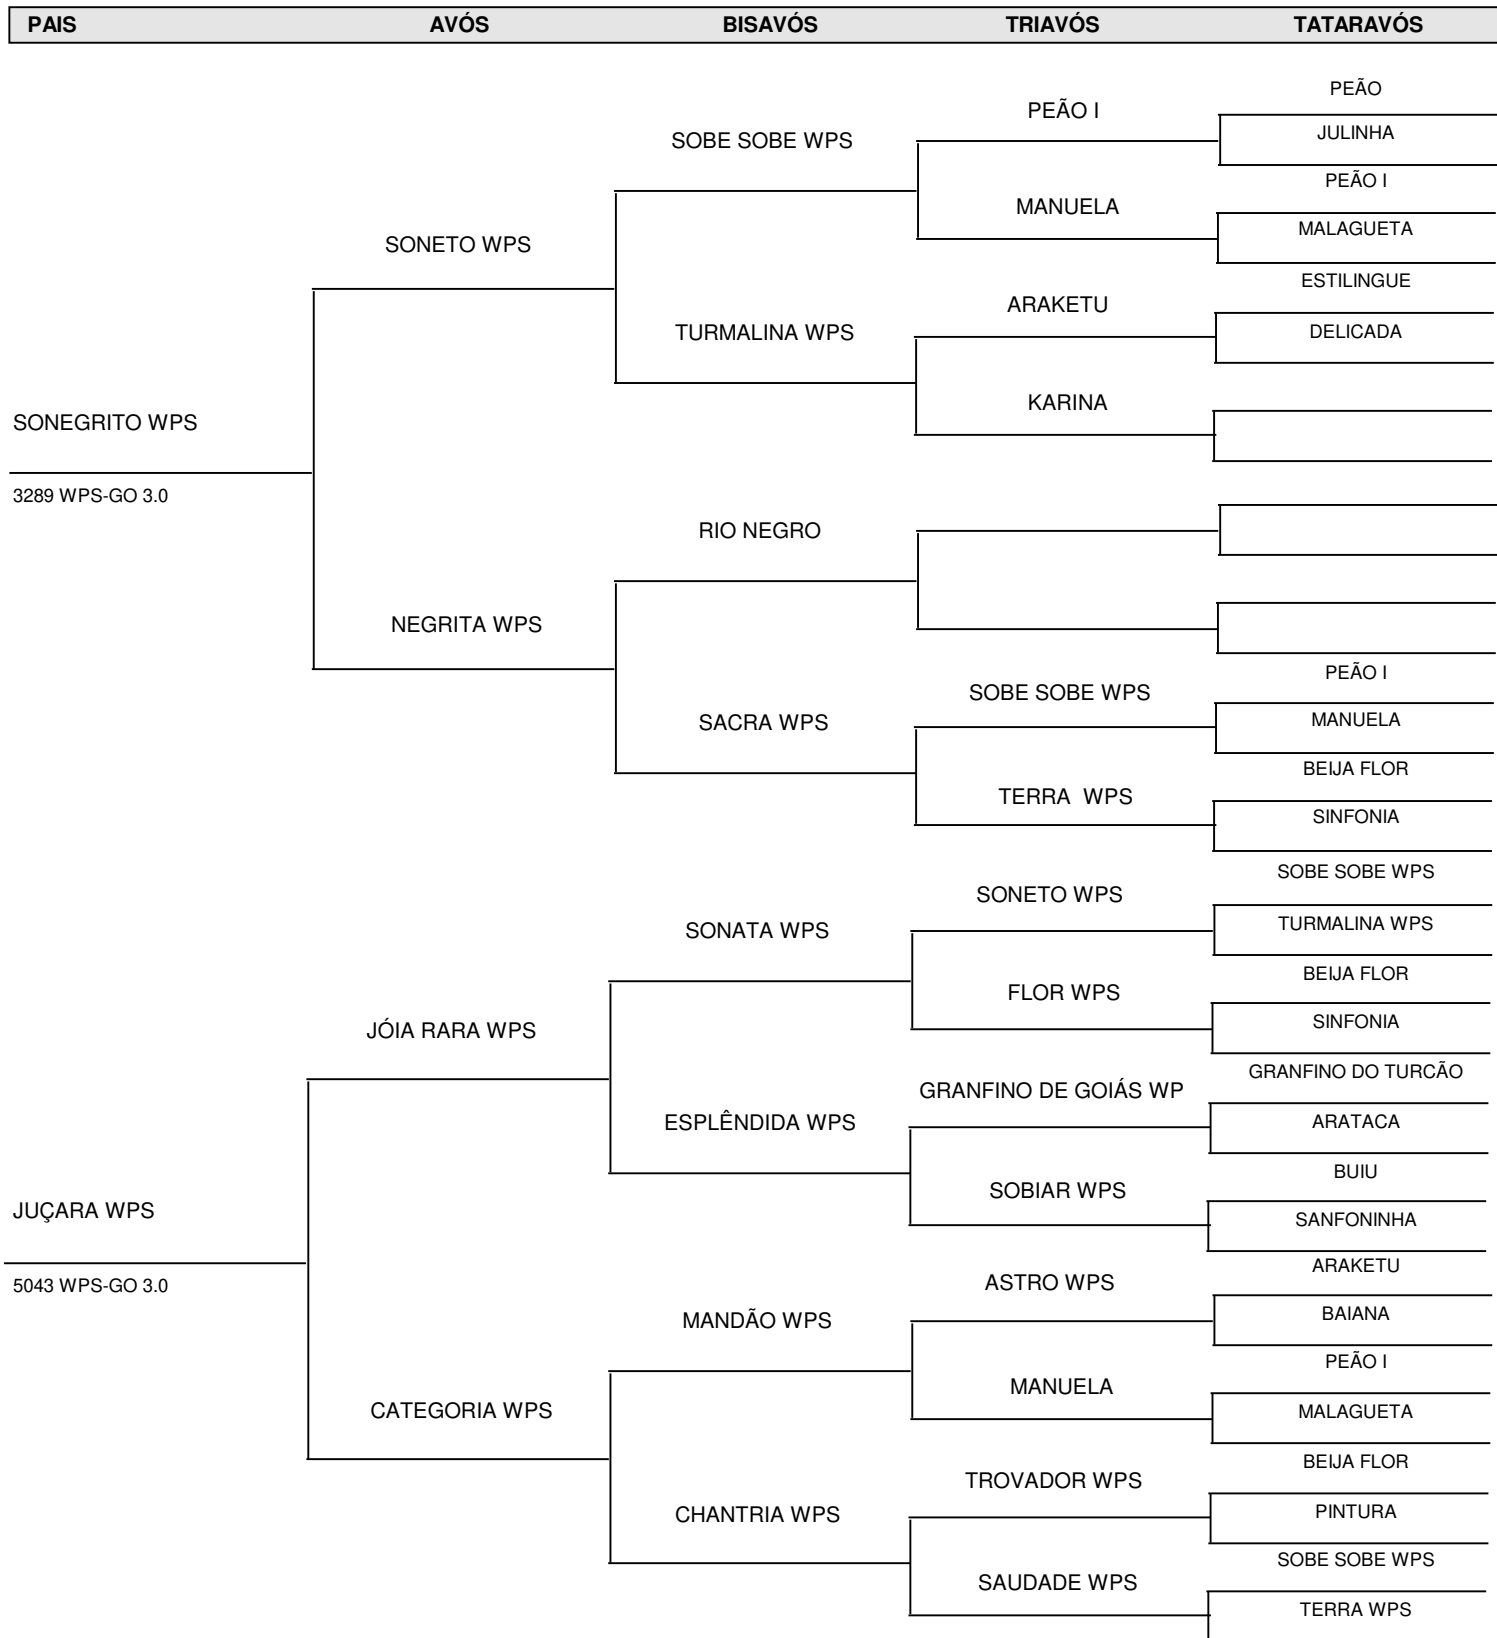 PAIS AVÓS BISAVÓS TRIAVÓS TATARAVÓS
PEÃO
PEÃO I
JULINHA
SOBE SOBE WPS
PEÃO I
MANUELA
MALAGUETA
SONETO WPS
ESTILINGUE
ARAKETU
TURMALINA WPS
DELICADA
KARINA
SONEGRITO WPS
3289 WPS-GO 3.0
RIO NEGRO
NEGRITA WPS
PEÃO I
SOBE SOBE WPS
SACRA WPS
MANUELA
BEIJA FLOR
TERRA WPS
SINFONIA
SOBE SOBE WPS
SONETO WPS
SONATA WPS
TURMALINA WPS
BEIJA FLOR
FLOR WPS
SINFONIA
JÓIA RARA WPS
GRANFINO DO TURCÃO
GRANFINO DE GOIÁS WP
ESPLÊNDIDA WPS
ARATACA
BUIU
SOBIAR WPS
SANFONINHA
JUÇARA WPS
5043 WPS-GO 3.0
ARAKETU
ASTRO WPS
MANDÃO WPS
BAIANA
PEÃO I
MANUELA
MALAGUETA
CATEGORIA WPS
BEIJA FLOR
TROVADOR WPS
CHANTRIA WPS
PINTURA
SOBE SOBE WPS
SAUDADE WPS
TERRA WPS